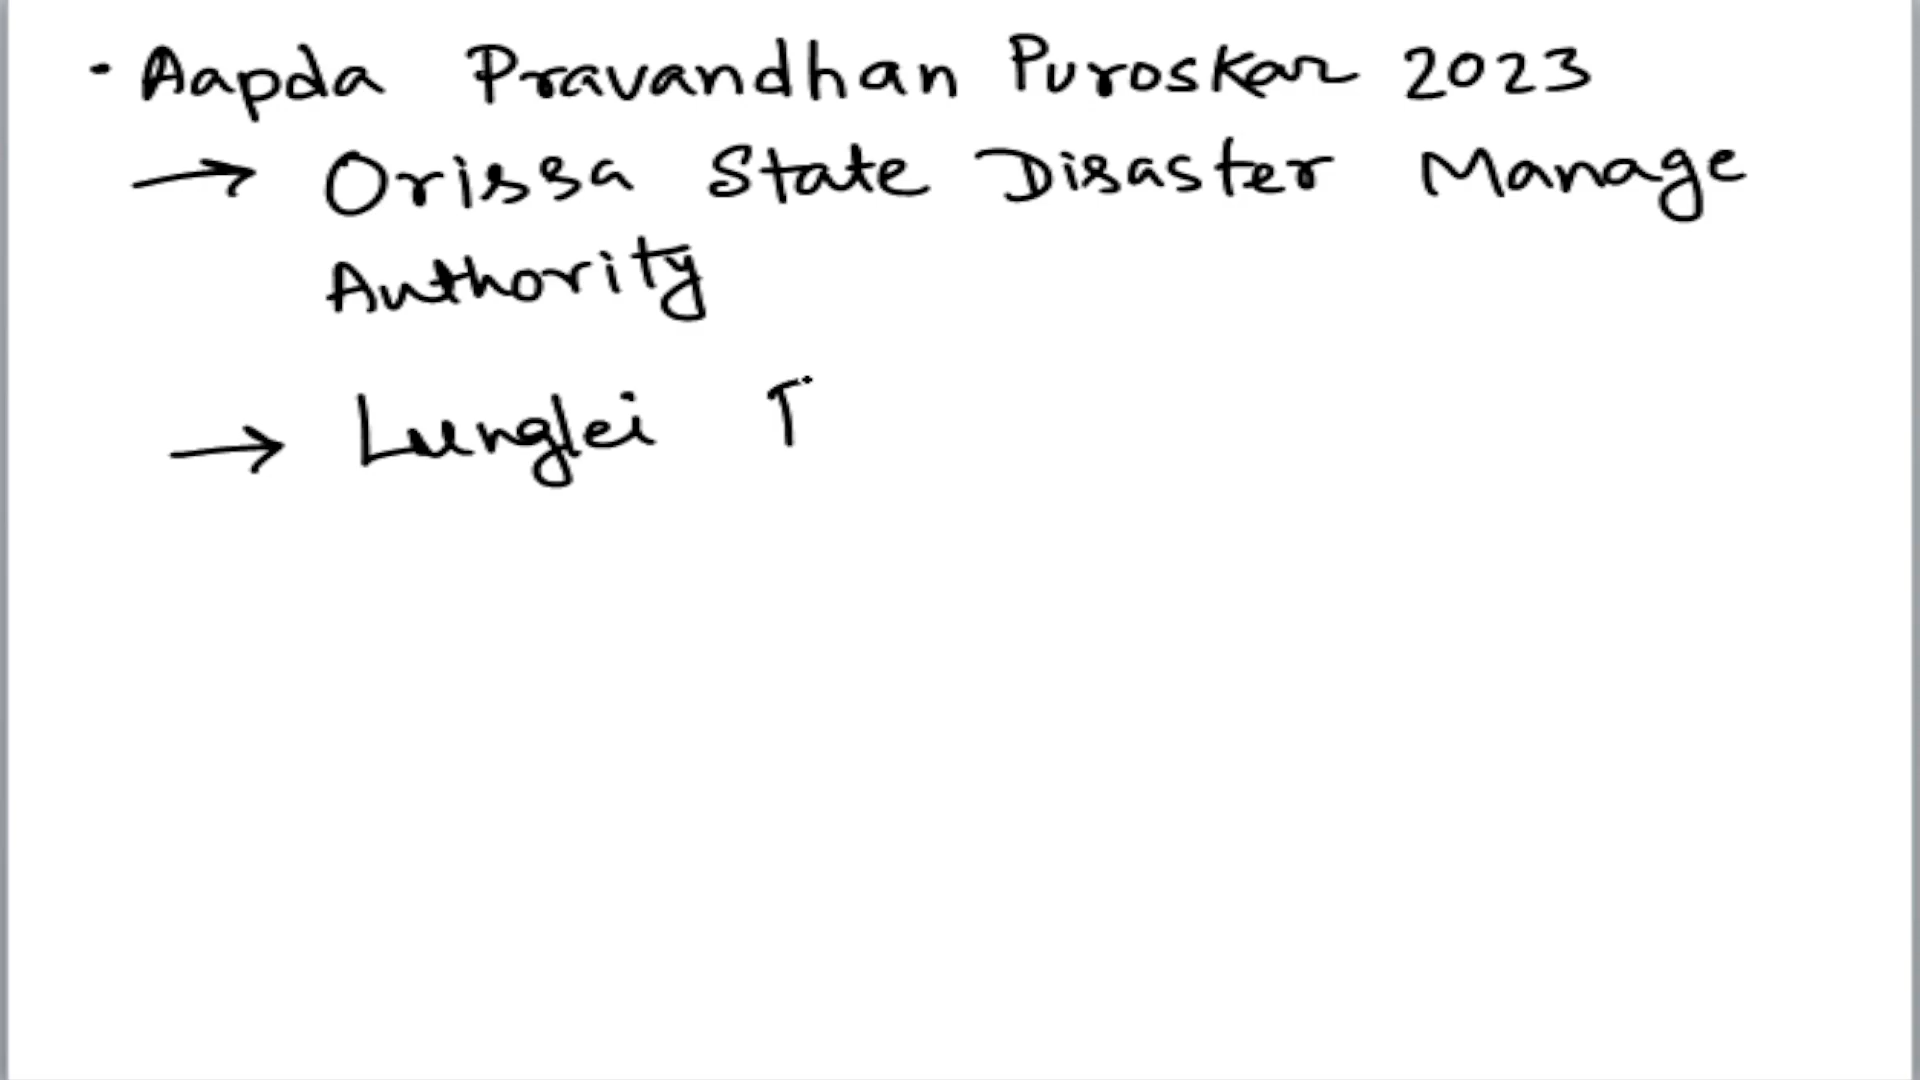 · Aapda Pravandhan Puroskar 2023
→ Orissa State Disaster Manage
Authority
→ Lunglei